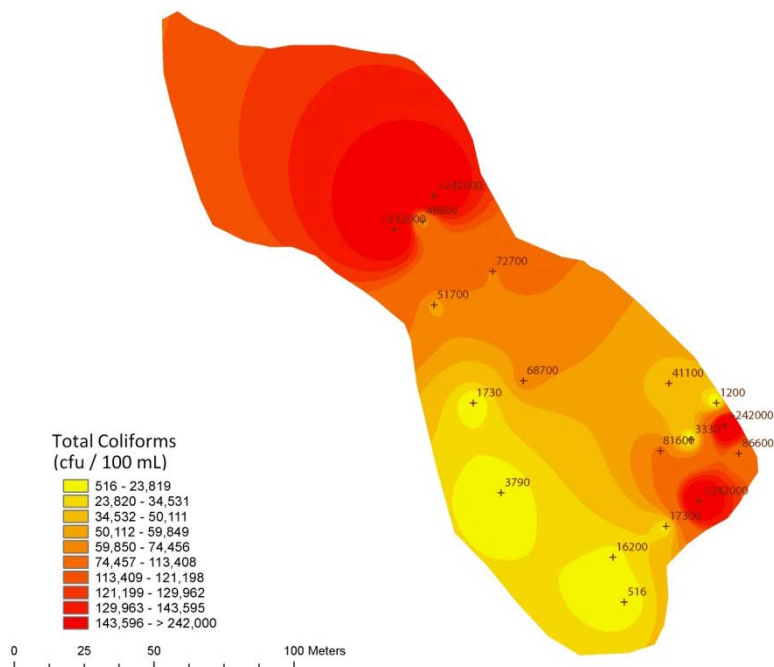 >242000
46600
>242000
72700
51700
68700
41100
1730
1200
242000
3330
81600
86600
3790
>242000
17300
16200
516
Total Coliforms
(cfu / 100 mL)
516 - 23,819
23,820 - 34,531
34,532 - 50,111
50,112 - 59,849
59,850 - 74,456
74,457 - 113,408
113,409 - 121,198
121,199 - 129,962
129,963 - 143,595
143,596 - > 242,000
0 25 50 100 Meters